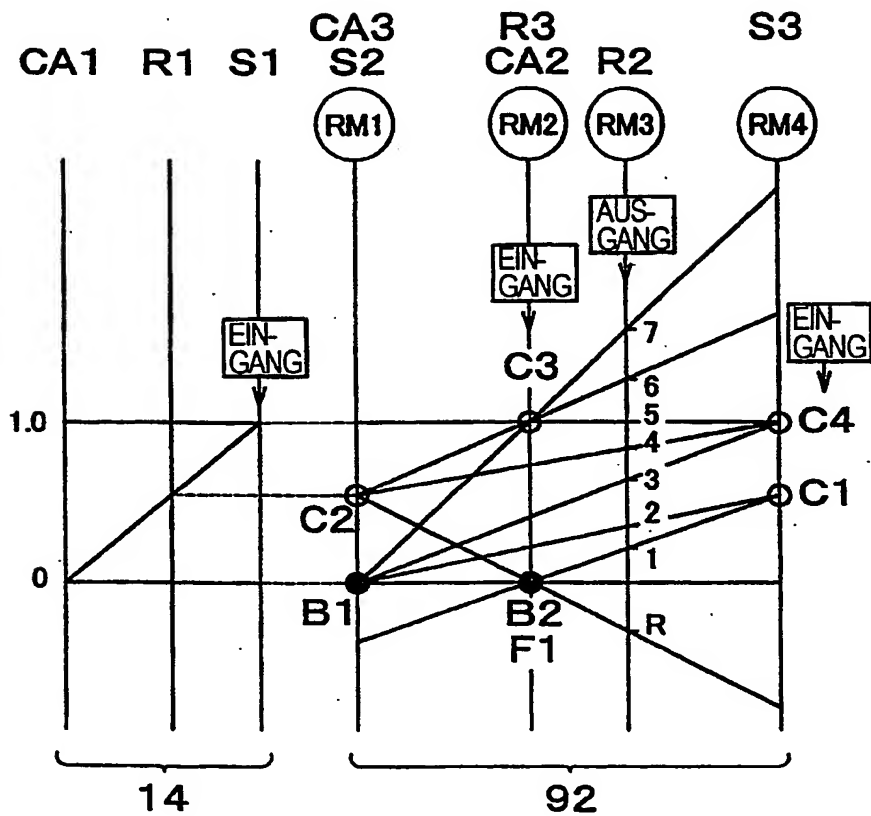 CA3 R3 S3
CA1 R1 S1 S2 CA2 R2
RM1 RM2 RM3 RM4
AUS-
GANG
EIN-
GANG
EIN-
GANG
EIN-
GANG
7
C3
6
1.0 5 C4
4
3
C2 C1
2
0 1
B1 B2
F1 R
14 92